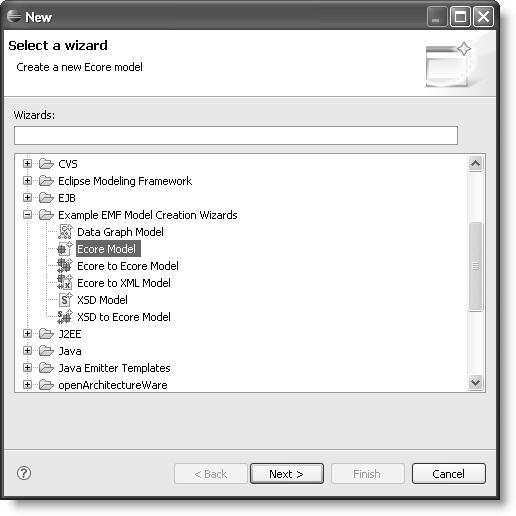 New
Select a wizard
Create a new Ecore model
Wizards:
CVS
Eclipse Modeling Framework
EJB
Example EMF Model Creation Wizards
Data Graph Model
Ecore Model
Ecore to Ecore Model
Ecore to XML Model
XSD Model
XSD to Ecore Model
J2EE
Java
Java Emitter Templates
openArchitectureWare
< Back Next > Finish Cancel